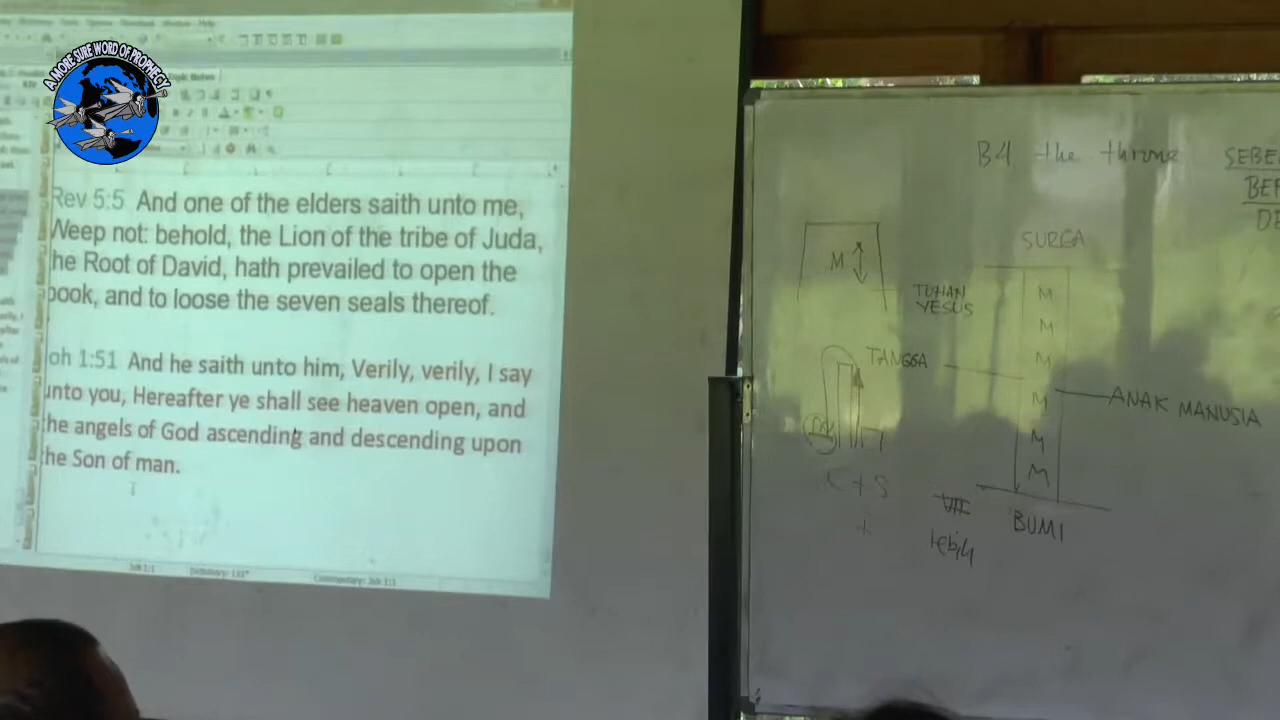 A MORE SURE WORD OF PROPHECY
Rev 5:5 And one of the elders saith unto me,
Weep not: behold, the Lion of the tribe of Juda,
he Root of David, hath prevailed to open the
book, and to loose the seven seals thereof.
oh 1:51 And he saith unto him, Verily, verily, I say
unto you, Hereafter ye shall see heaven open, and
the angels of God ascending and descending upon
the Son of man.
B4 the throne
SEBE
BER
DE
SURGA
M
TUHAN
YESUS
M
M
TANGGA
M
M
ANAK MANUSIA
M
M
C + S
+
BUMI